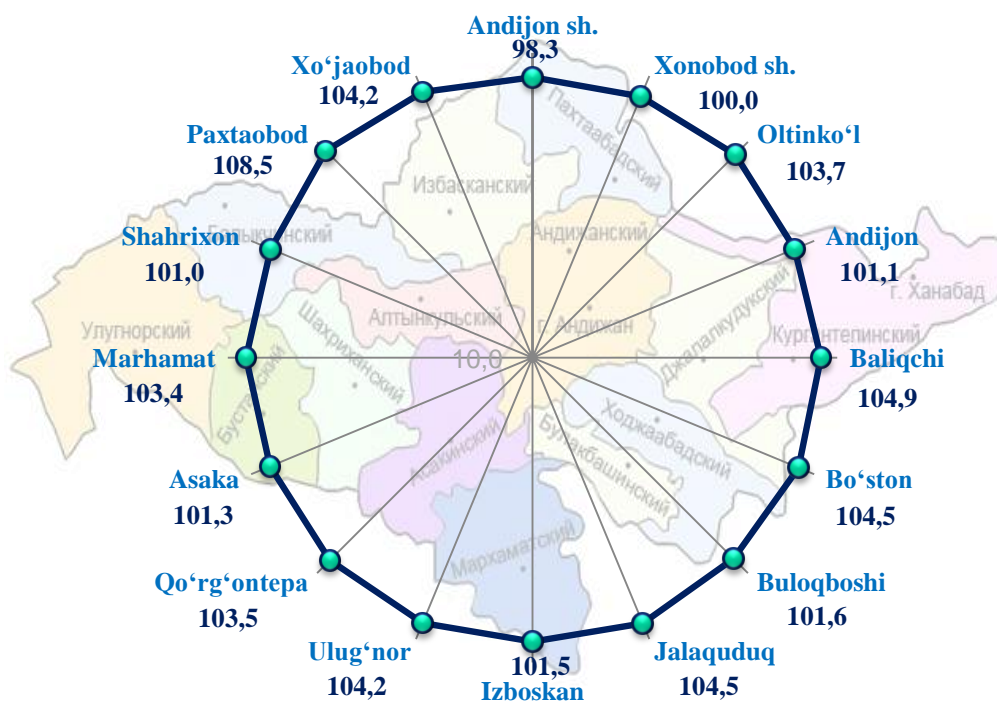 Andijon sh.
98,3
Xonobod sh.
100,0
Oltinko‘l
103,7
Andijon
101,1
Baliqchi
104,9
Bo‘ston
104,5
Buloqboshi
101,6
Jalaquduq
104,5
101,5
Izboskan
Ulug‘nor
104,2
Qo‘rg‘ontepa
103,5
Asaka
101,3
Marhamat
103,4
Shahrixon
101,0
Paxtaobod
108,5
Xo‘jaobod
104,2
10,0
Пахтаабадский
Избасканский
Балыкчинский
Андижанский
г. Ханабад
Улугнорский
Шахриханский
Алтынкульский
г. Андижан
Джалалкудукский
Кургантепинский
Бустанский
Асакинский
Булакбашинский
Ходжаабадский
Мархаматский